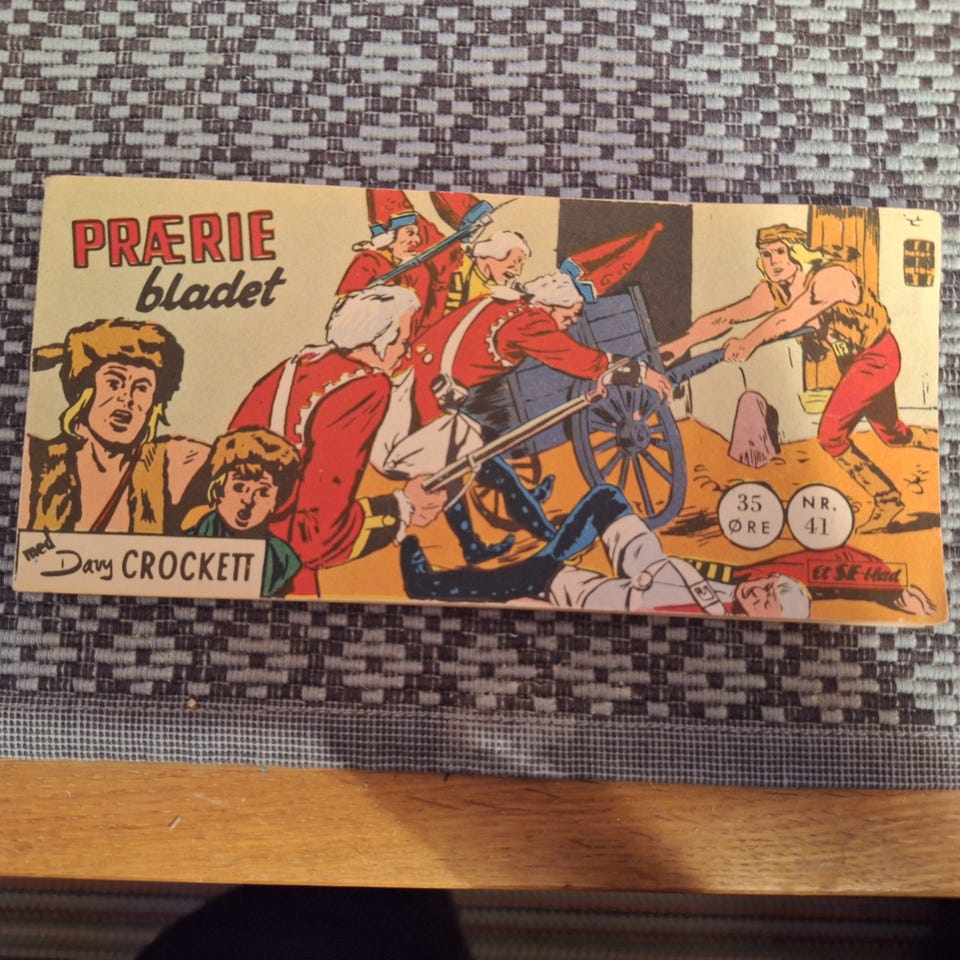 PRÆRIE
bladet
med Davy CROCKETT
35
ØRE
NR.
41
Et SE-blad